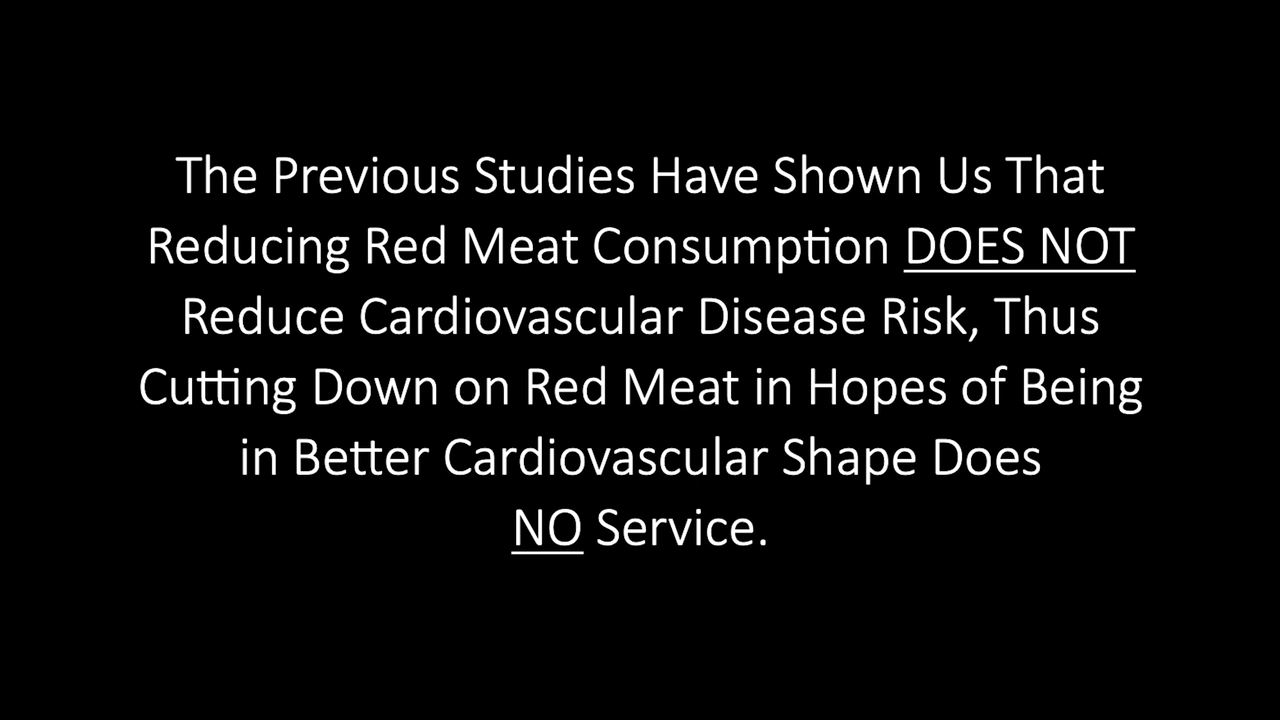 The Previous Studies Have Shown Us That
Reducing Red Meat Consumption DOES NOT
Reduce Cardiovascular Disease Risk, Thus
Cutting Down on Red Meat in Hopes of Being
in Better Cardiovascular Shape Does
NO Service.